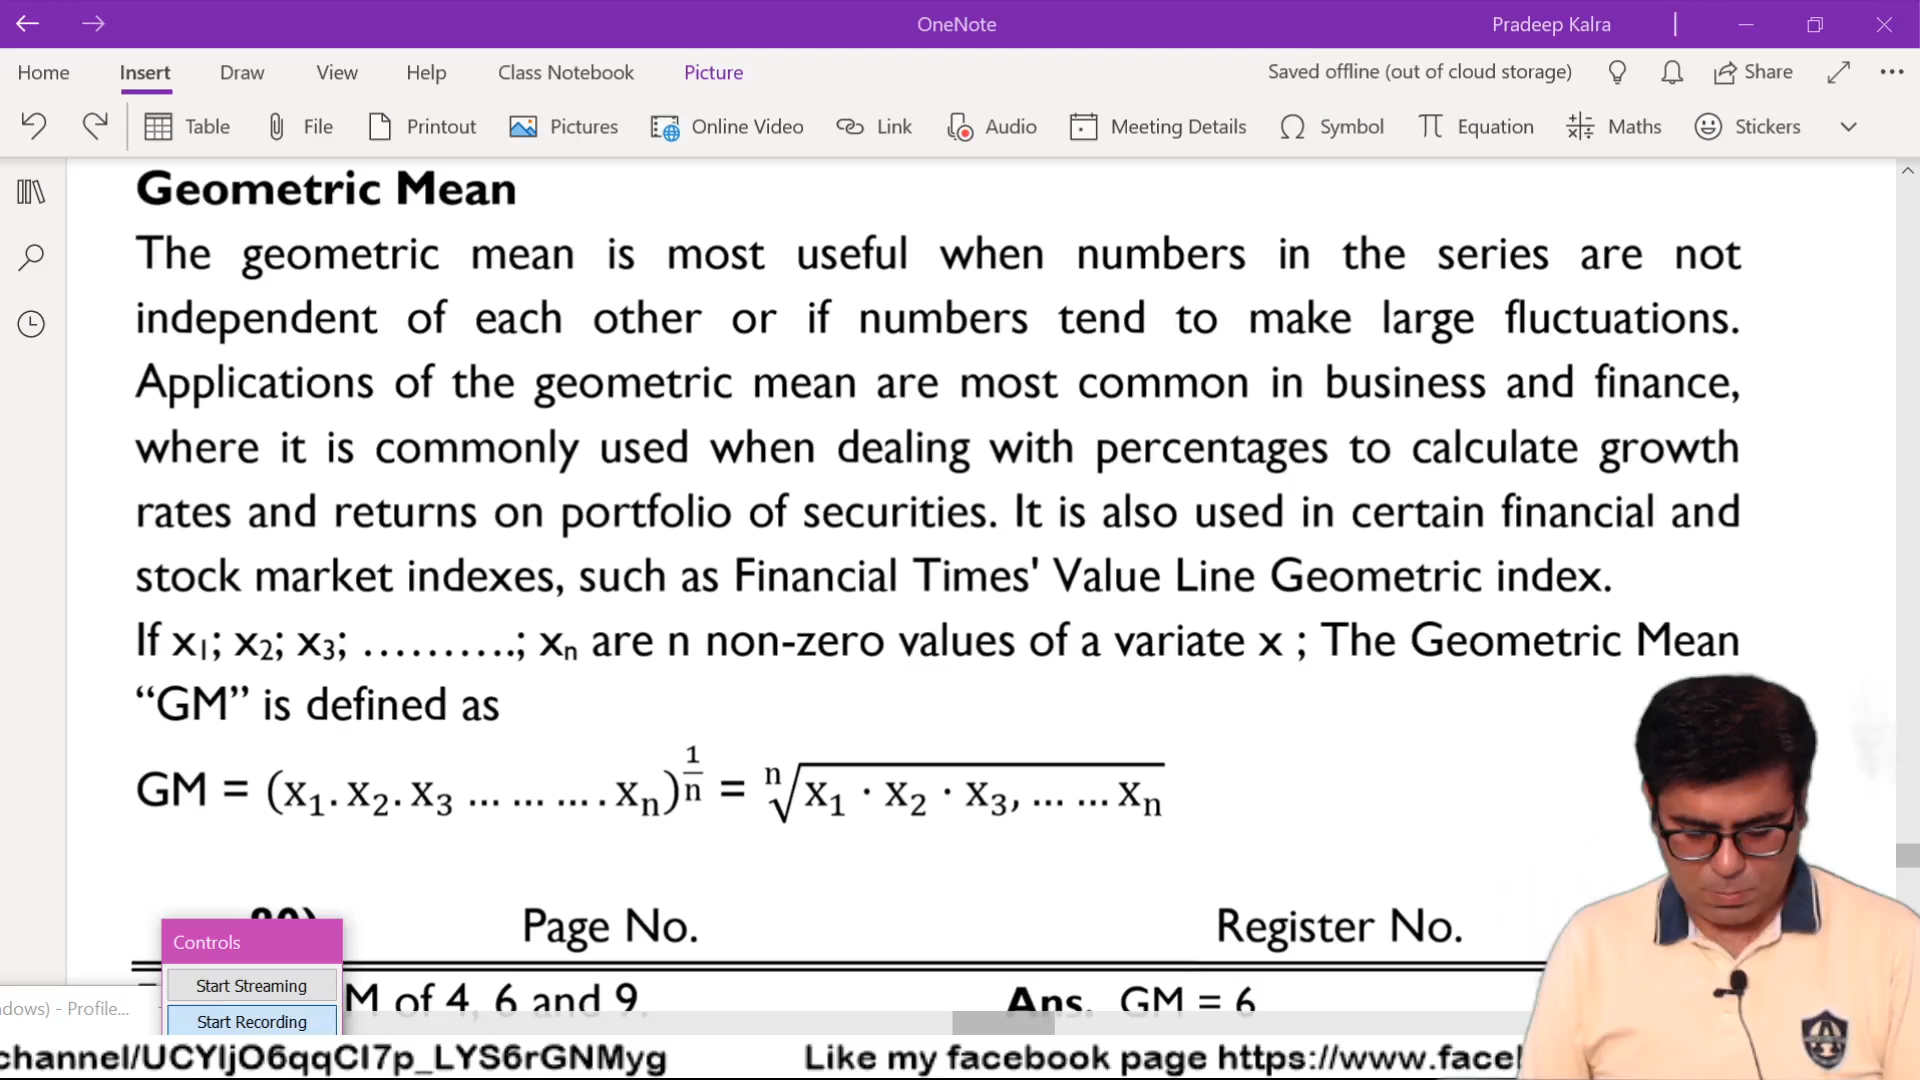 OneNote
Pradeep Kalra
Home Insert Draw View Help Class Notebook Picture
Saved offline (out of cloud storage) Share
Table File Printout Pictures Online Video Link Audio Meeting Details Symbol Equation Maths Stickers
Geometric Mean
The geometric mean is most useful when numbers in the series are not
independent of each other or if numbers tend to make large fluctuations.
Applications of the geometric mean are most common in business and finance,
where it is commonly used when dealing with percentages to calculate growth
rates and returns on portfolio of securities. It is also used in certain financial and
stock market indexes, such as Financial Times' Value Line Geometric index.
If x₁; x₂; x₃; ..........; xₙ are n non-zero values of a variate x ; The Geometric Mean
“GM” is defined as
GM = (x₁. x₂. x₃ ... ... ... . xₙ)^(1/n) = ⁿ√(x₁ · x₂ · x₃, ... ... xₙ)
Page No. Register No.
Controls
Start Streaming
M of 4, 6 and 9. Ans. GM = 6
dows) - Profile...
Start Recording
channel/UCYIjO6qqCI7p_LYS6rGNMyg Like my facebook page https://www.facel